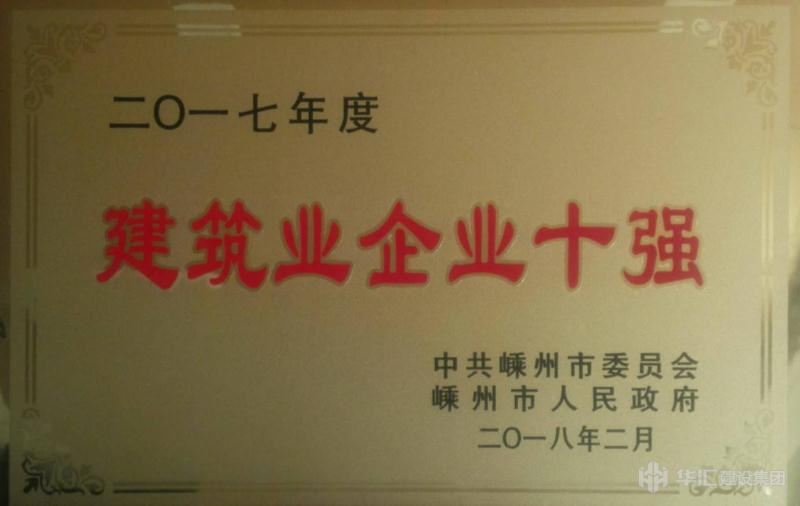 二〇一七年度
建筑业企业十强
中共嵊州市委员会
嵊州市人民政府
二〇一八年二月
华汇建设集团